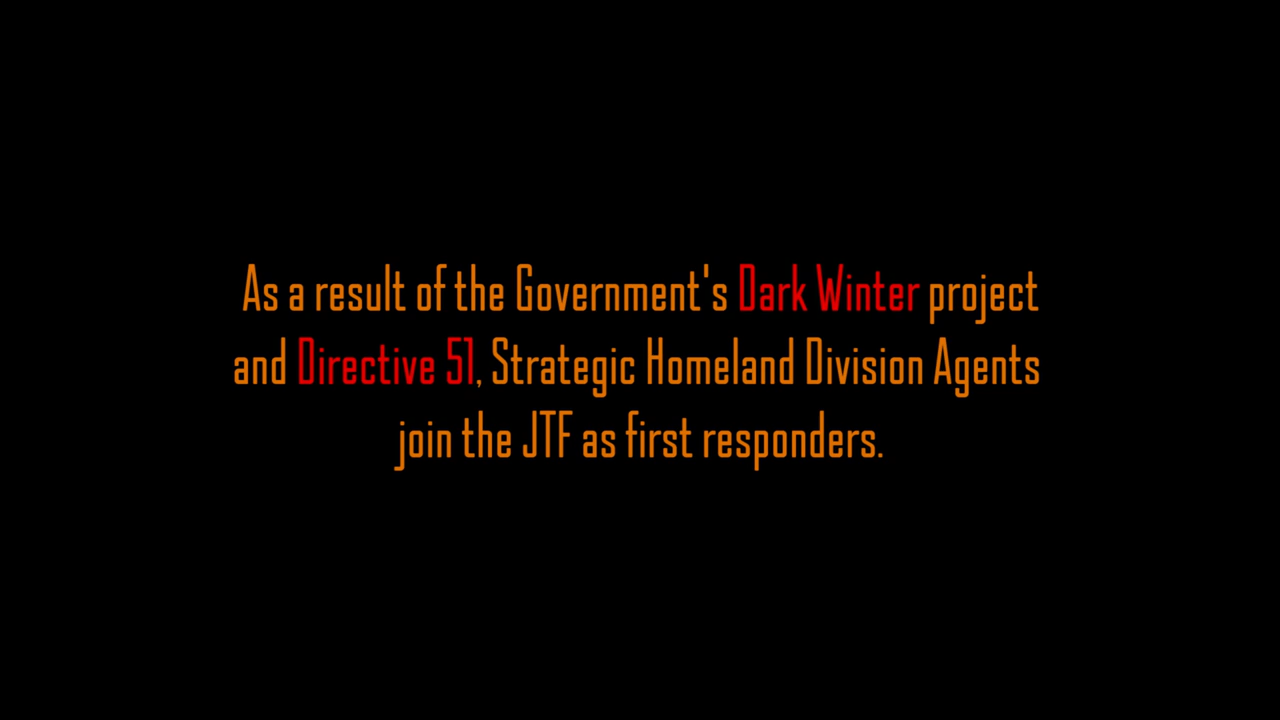 As a result of the Government's Dark Winter project
and Directive 51, Strategic Homeland Division Agents
join the JTF as first responders.